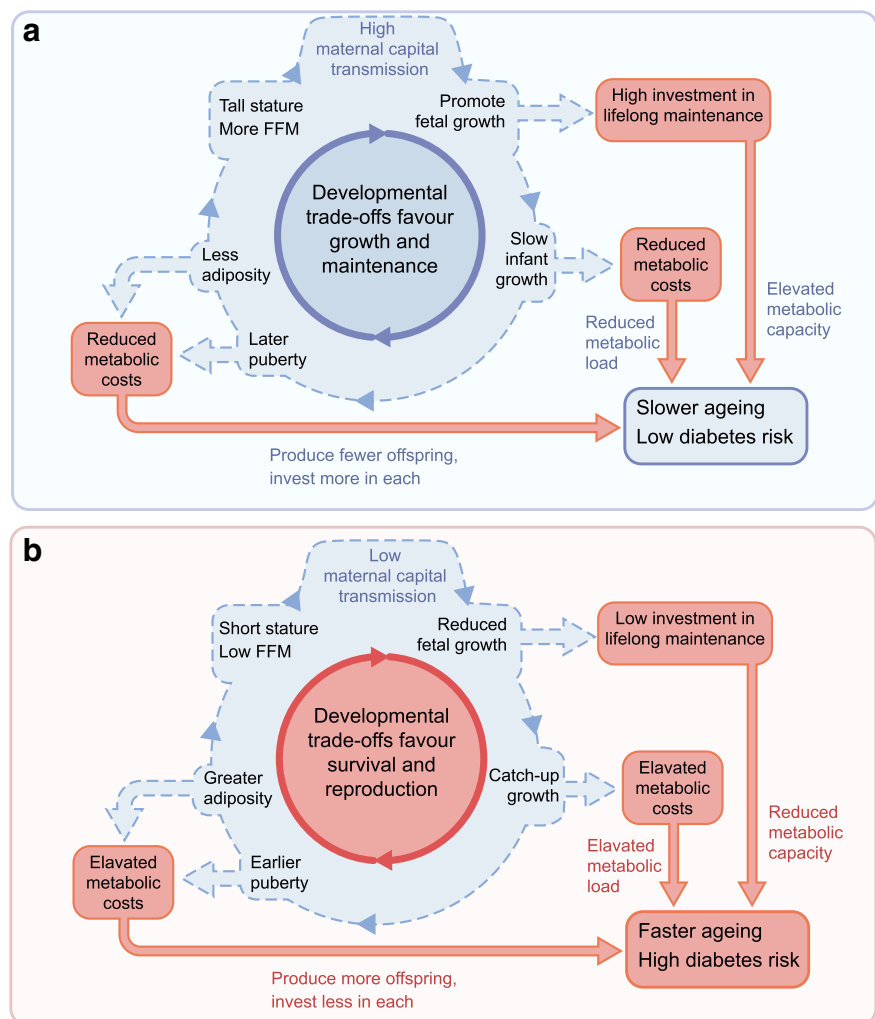 a
High
maternal capital
transmission
Tall stature
More FFM
Promote
fetal growth
High investment in
lifelong maintenance
Developmental
trade-offs favour
growth and
maintenance
Less
adiposity
Slow
infant
growth
Reduced
metabolic
costs
Elevated
metabolic
capacity
Reduced
metabolic
load
Later
puberty
Reduced
metabolic
costs
Slower ageing
Low diabetes risk
Produce fewer offspring,
invest more in each
b
Low
maternal capital
transmission
Short stature
Low FFM
Reduced
fetal growth
Low investment in
lifelong maintenance
Developmental
trade-offs favour
survival and
reproduction
Greater
adiposity
Catch-up
growth
Elavated
metabolic
costs
Reduced
metabolic
capacity
Elavated
metabolic
load
Earlier
puberty
Elavated
metabolic
costs
Faster ageing
High diabetes risk
Produce more offspring,
invest less in each